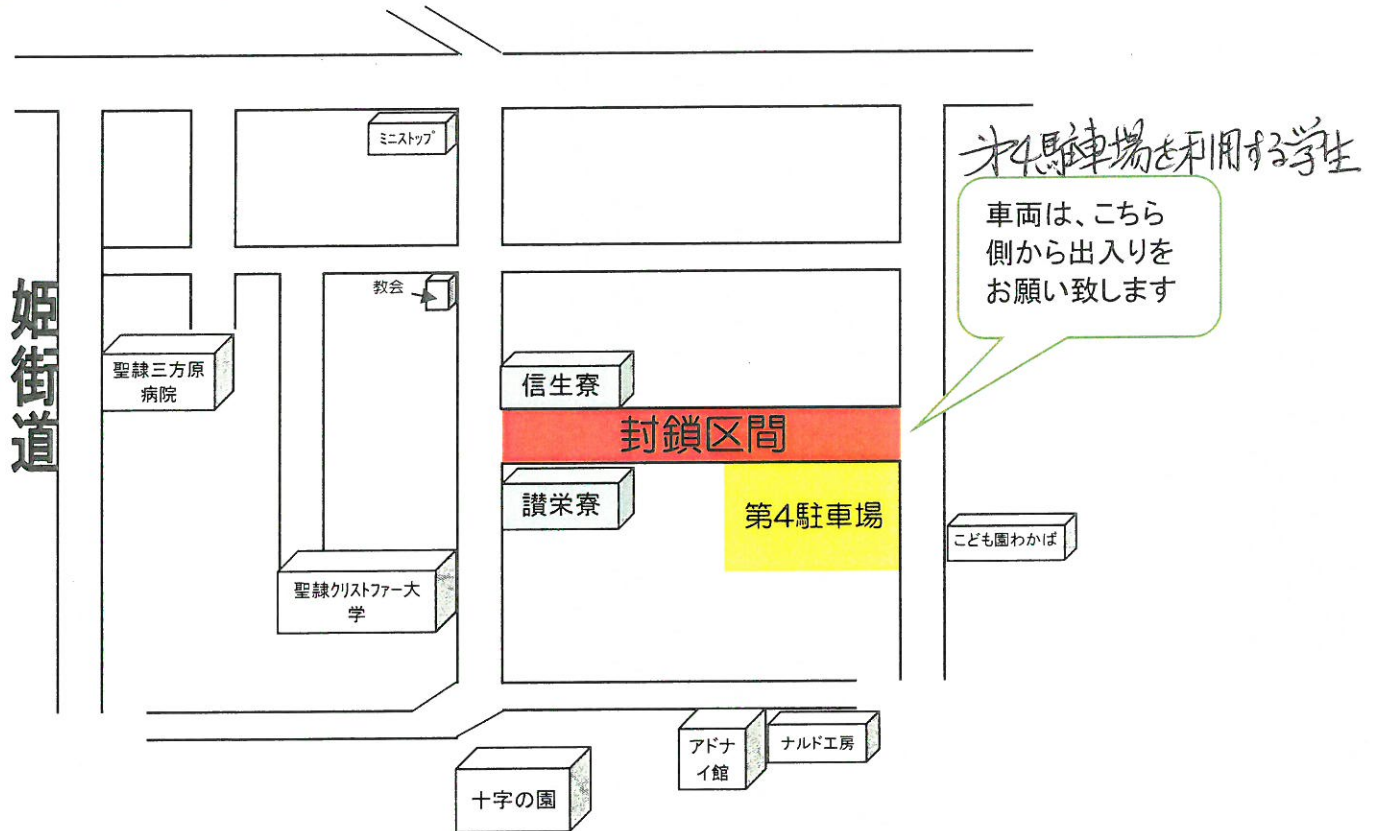 ミニストップ
第4駐車場を利用する学生
車両は、こちら
側から出入りを
お願い致します
教会
姫街道
聖隷三方原
病院
信生寮
封鎖区間
讃栄寮
第4駐車場
こども園わかば
聖隷クリストファー大
学
アドナ
イ館
ナルド工房
十字の園